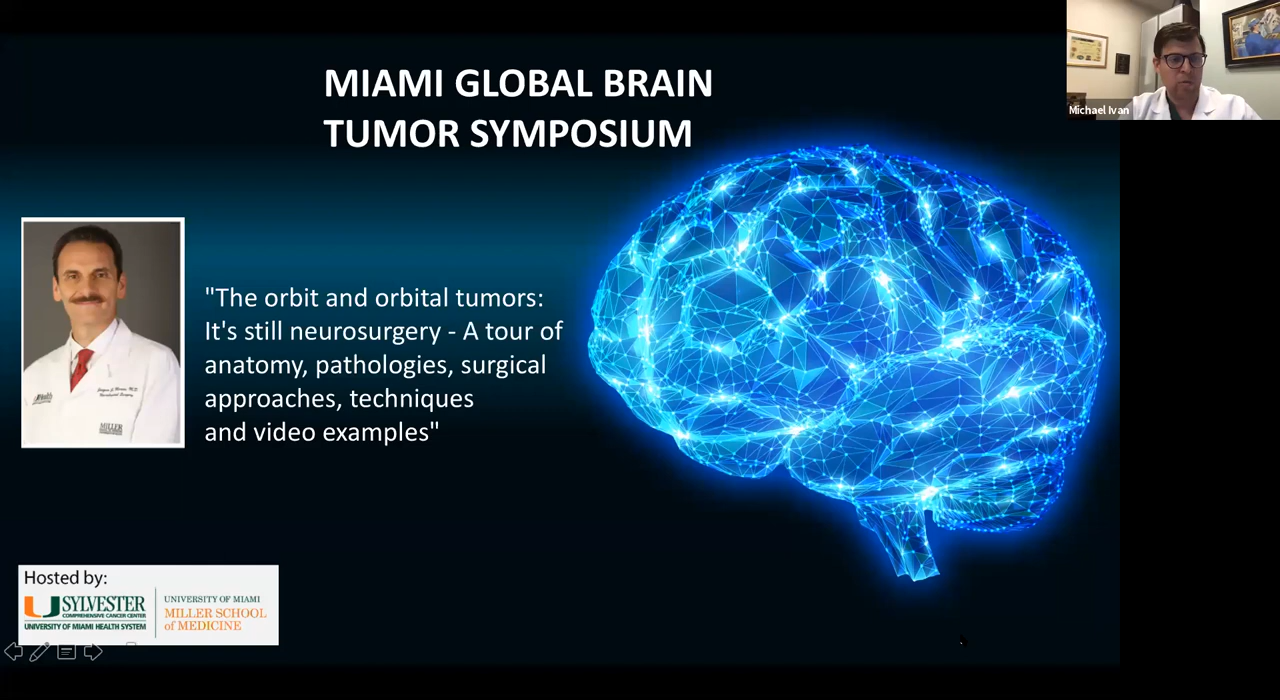 MIAMI GLOBAL BRAIN
TUMOR SYMPOSIUM
Michael Ivan
"The orbit and orbital tumors:
It's still neurosurgery - A tour of
anatomy, pathologies, surgical
approaches, techniques
and video examples"
MILLER
Hosted by:
SYLVESTER
COMPREHENSIVE CANCER CENTER
UNIVERSITY OF MIAMI HEALTH SYSTEM
UNIVERSITY OF MIAMI
MILLER SCHOOL
of MEDICINE